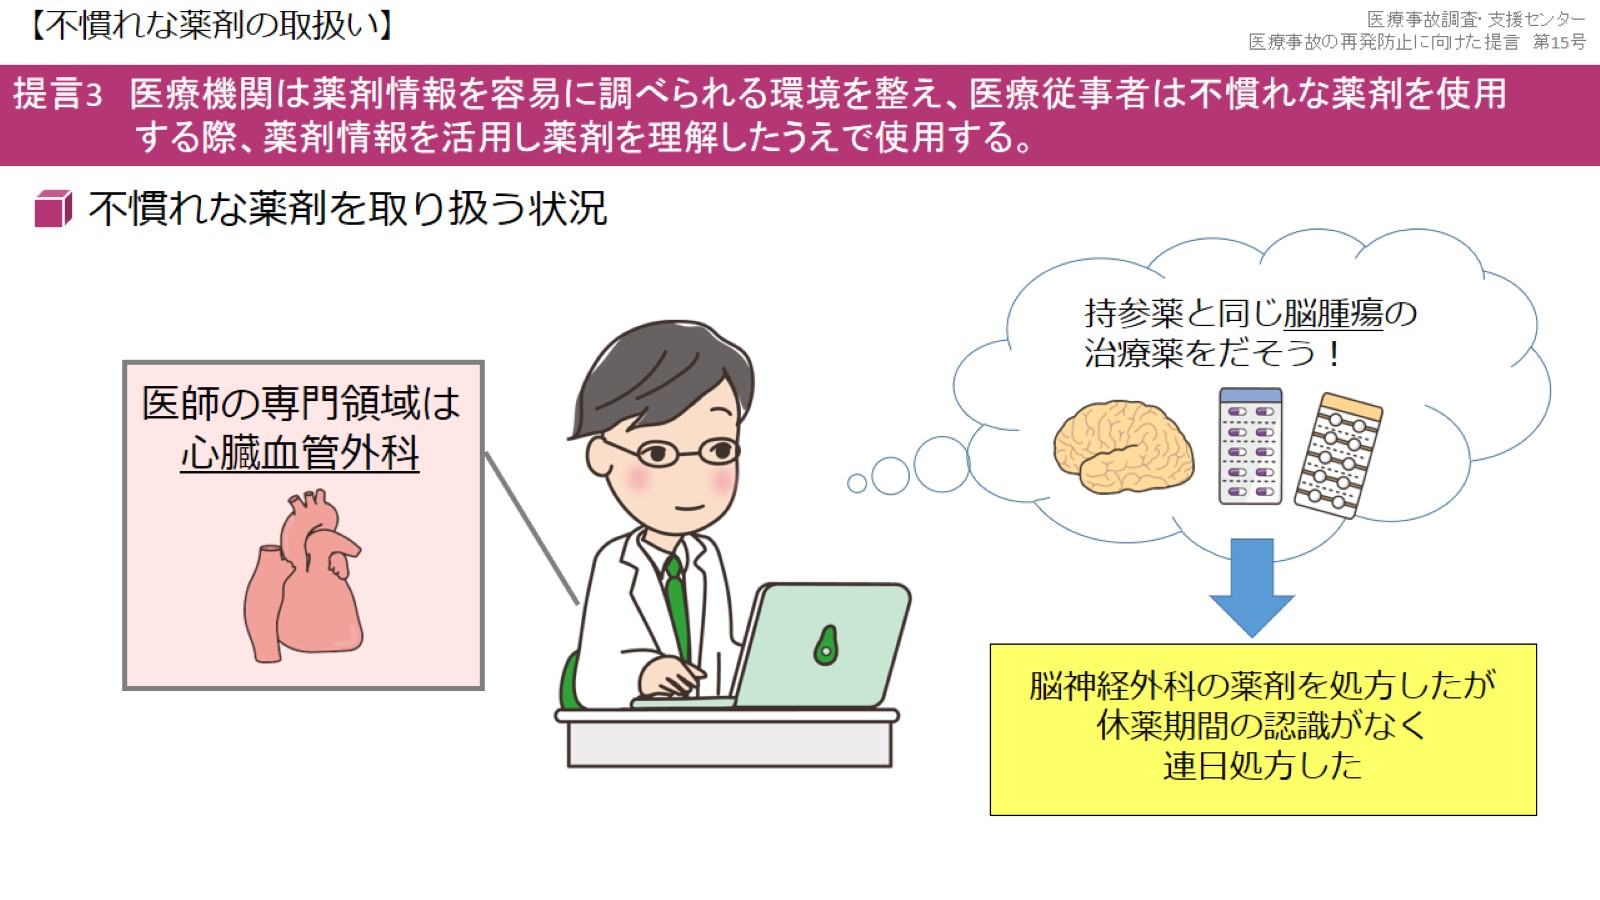 【不慣れな薬剤の取扱い】
医療事故調査・支援センター
医療事故の再発防止に向けた提言 第15号
提言3 医療機関は薬剤情報を容易に調べられる環境を整え、医療従事者は不慣れな薬剤を使用
する際、薬剤情報を活用し薬剤を理解したうえで使用する。
不慣れな薬剤を取り扱う状況
医師の専門領域は
心臓血管外科
持参薬と同じ脳腫瘍の
治療薬をだそう！
脳神経外科の薬剤を処方したが
休薬期間の認識がなく
連日処方した